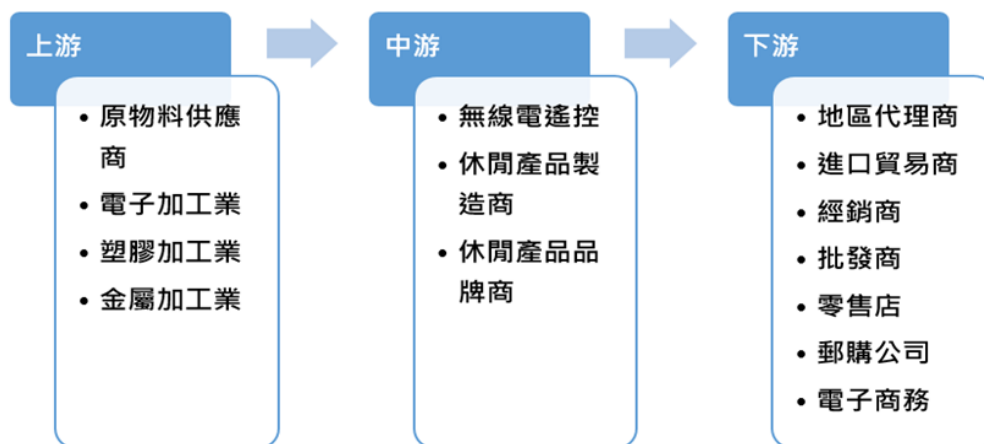 上游
原物料供應
商
電子加工業
塑膠加工業
金屬加工業
中游
無線電遙控
休閒產品製
造商
休閒產品品
牌商
下游
地區代理商
進口貿易商
經銷商
批發商
零售店
郵購公司
電子商務